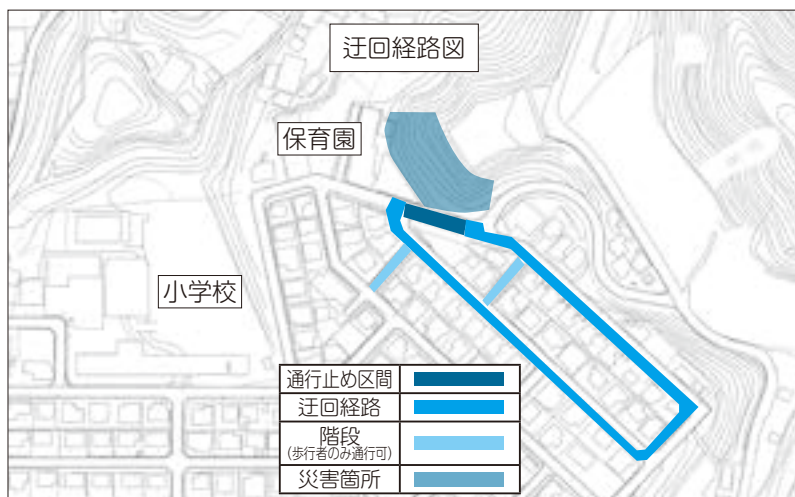 迂回経路図
保育園
小学校
通行止め区間
迂回経路
階段
(歩行者のみ通行可)
災害箇所